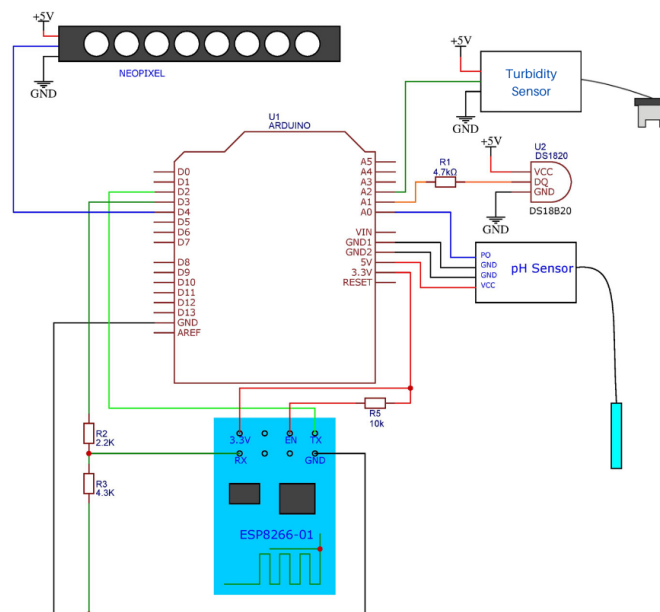 +5V
GND
NEOPIXEL
+5V
GND
Turbidity
Sensor
U1
ARDUINO
D0
D1
D2
D3
D4
D5
D6
D7
D8
D9
D10
D11
D12
D13
GND
AREF
A5
A4
A3
A2
A1
A0
VIN
GND1
GND2
5V
3.3V
RESET
R1
4.7kΩ
+5V
GND
U2
DS1820
VCC
DQ
GND
DS18B20
PO
GND
GND
VCC
pH Sensor
R2
2.2K
R3
4.3K
R5
10k
3.3V
EN
TX
RX
GND
ESP8266-01